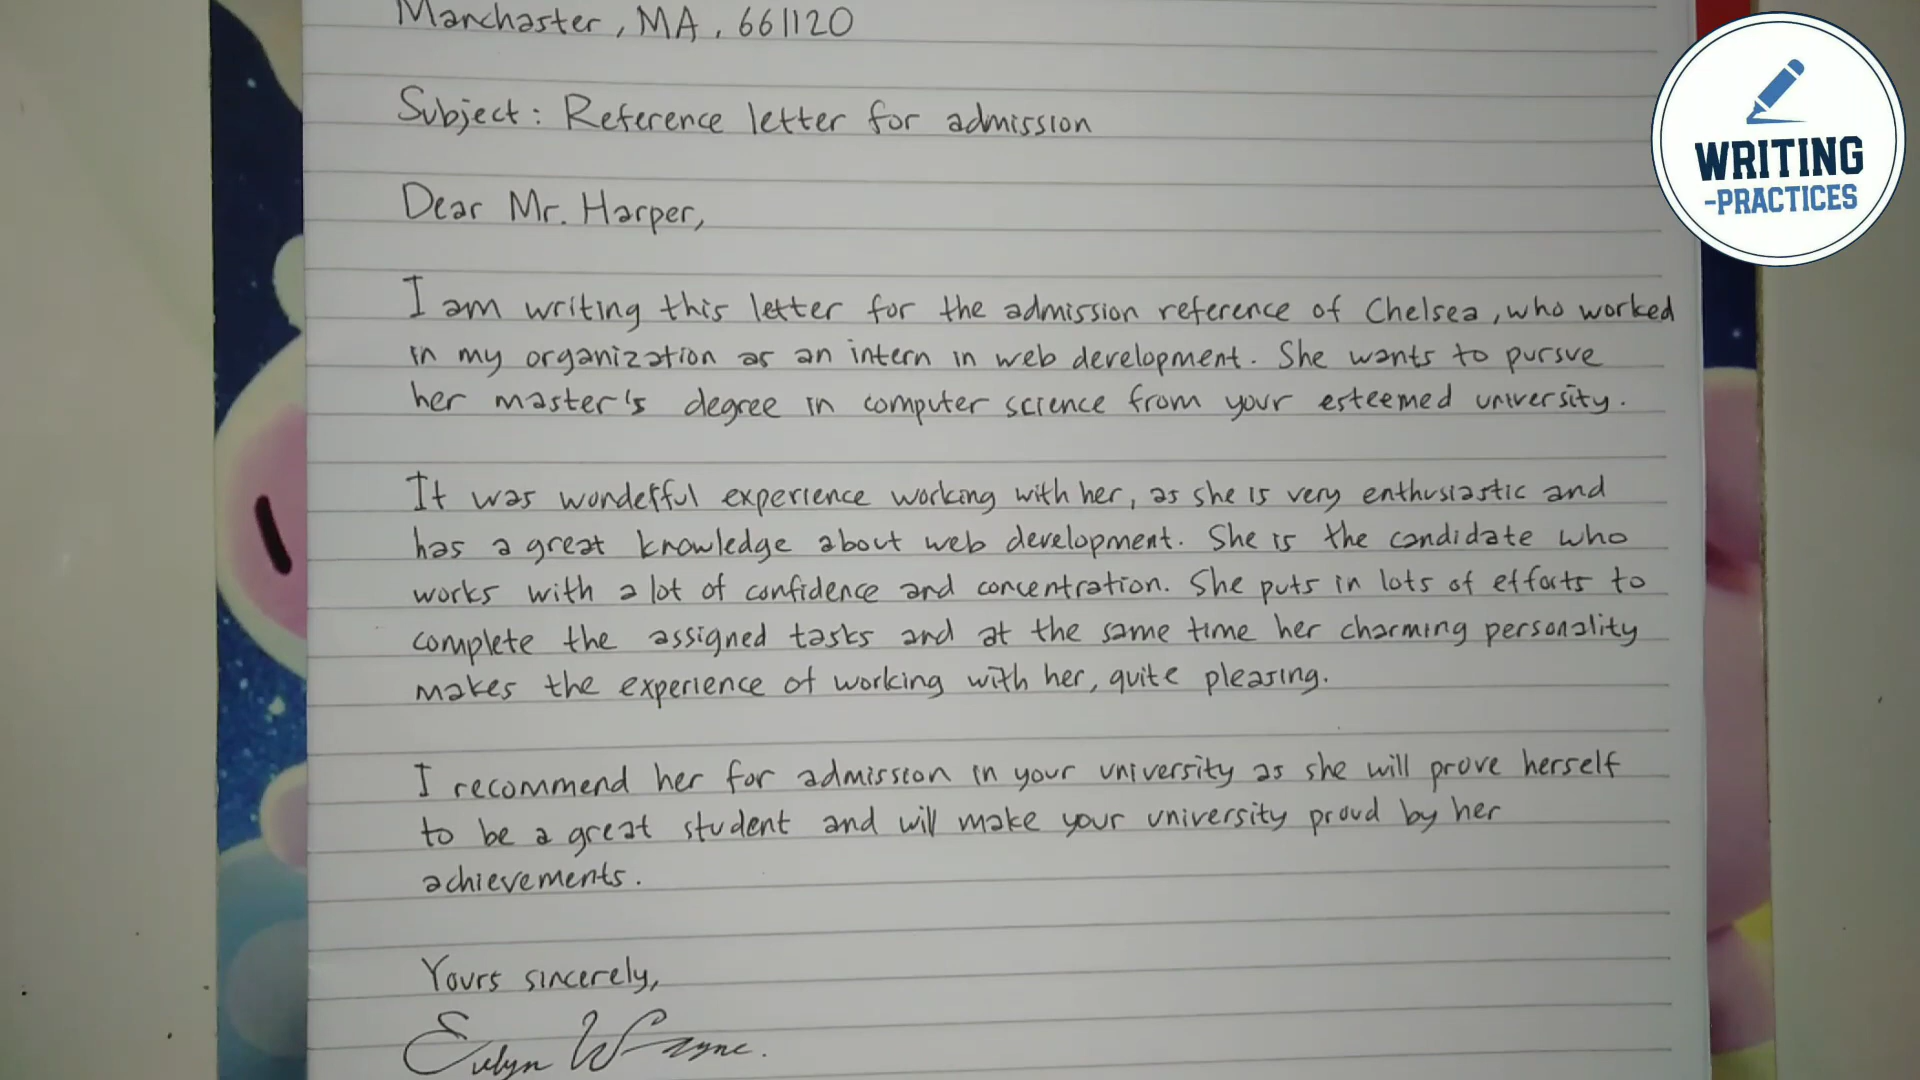 Manchaster, MA, 661120
Subject: Reference letter for admission
Dear Mr. Harper,
I am writing this letter for the admission reference of Chelsea, who worked
in my organization as an intern in web development. She wants to pursue
her master's degree in computer science from your esteemed university.
It was wonderful experience working with her, as she is very enthusiastic and
has a great knowledge about web development. She is the candidate who
works with a lot of confidence and concentration. She puts in lots of efforts to
complete the assigned tasks and at the same time her charming personality
makes the experience of working with her, quite pleasing.
I recommend her for admission in your university as she will prove herself
to be a great student and will make your university proud by her
achievements.
Yours sincerely,
Evelyn Wayne.
WRITING
-PRACTICES